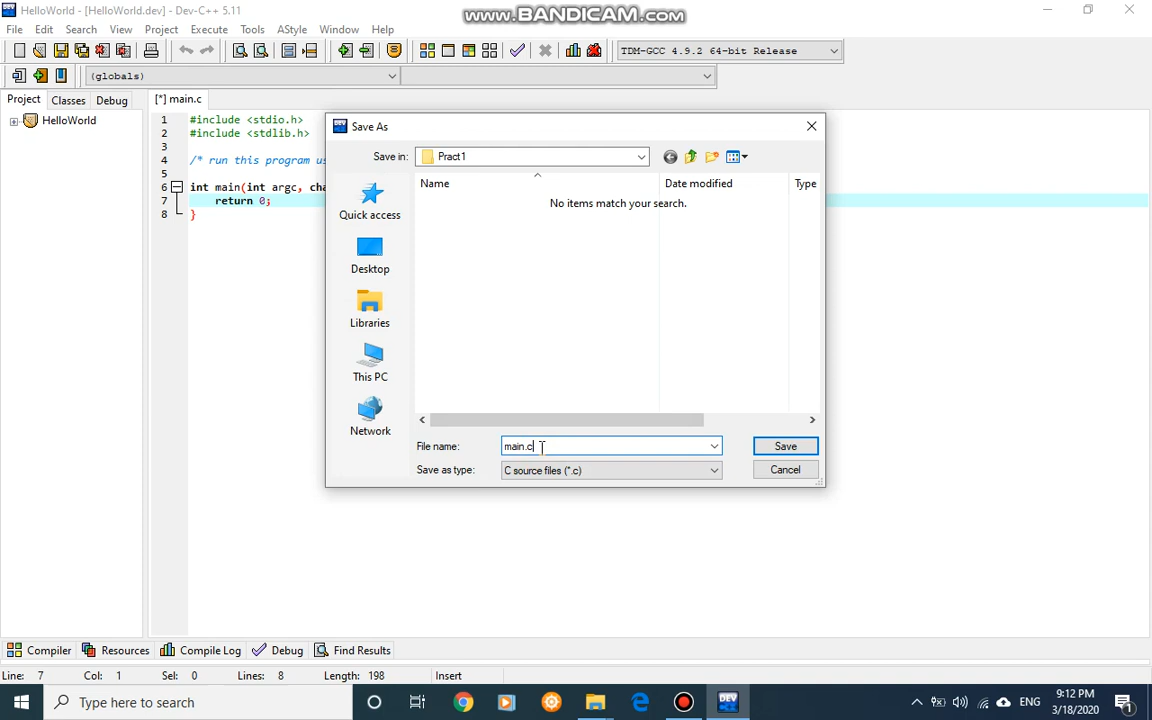 HelloWorld - [HelloWorld.dev] - Dev-C++ 5.11
www.BANDICAM.com
File Edit Search View Project Execute Tools AStyle Window Help
TDM-GCC 4.9.2 64-bit Release
(globals)
Project Classes Debug [*] main.c
HelloWorld
1 #include <stdio.h>
2 #include <stdlib.h>
3
4 /* run this program us
5
6 int main(int argc, cha
7 return 0;
8 }
Save As
Save in: Pract1
Name Date modified Type
No items match your search.
Quick access
Desktop
Libraries
This PC
Network
File name: main.c Save
Save as type: C source files (*.c) Cancel
Compiler Resources Compile Log Debug Find Results
Line: 7 Col: 1 Sel: 0 Lines: 8 Length: 198 Insert
Type here to search
DEV
ENG
9:12 PM
3/18/2020
1